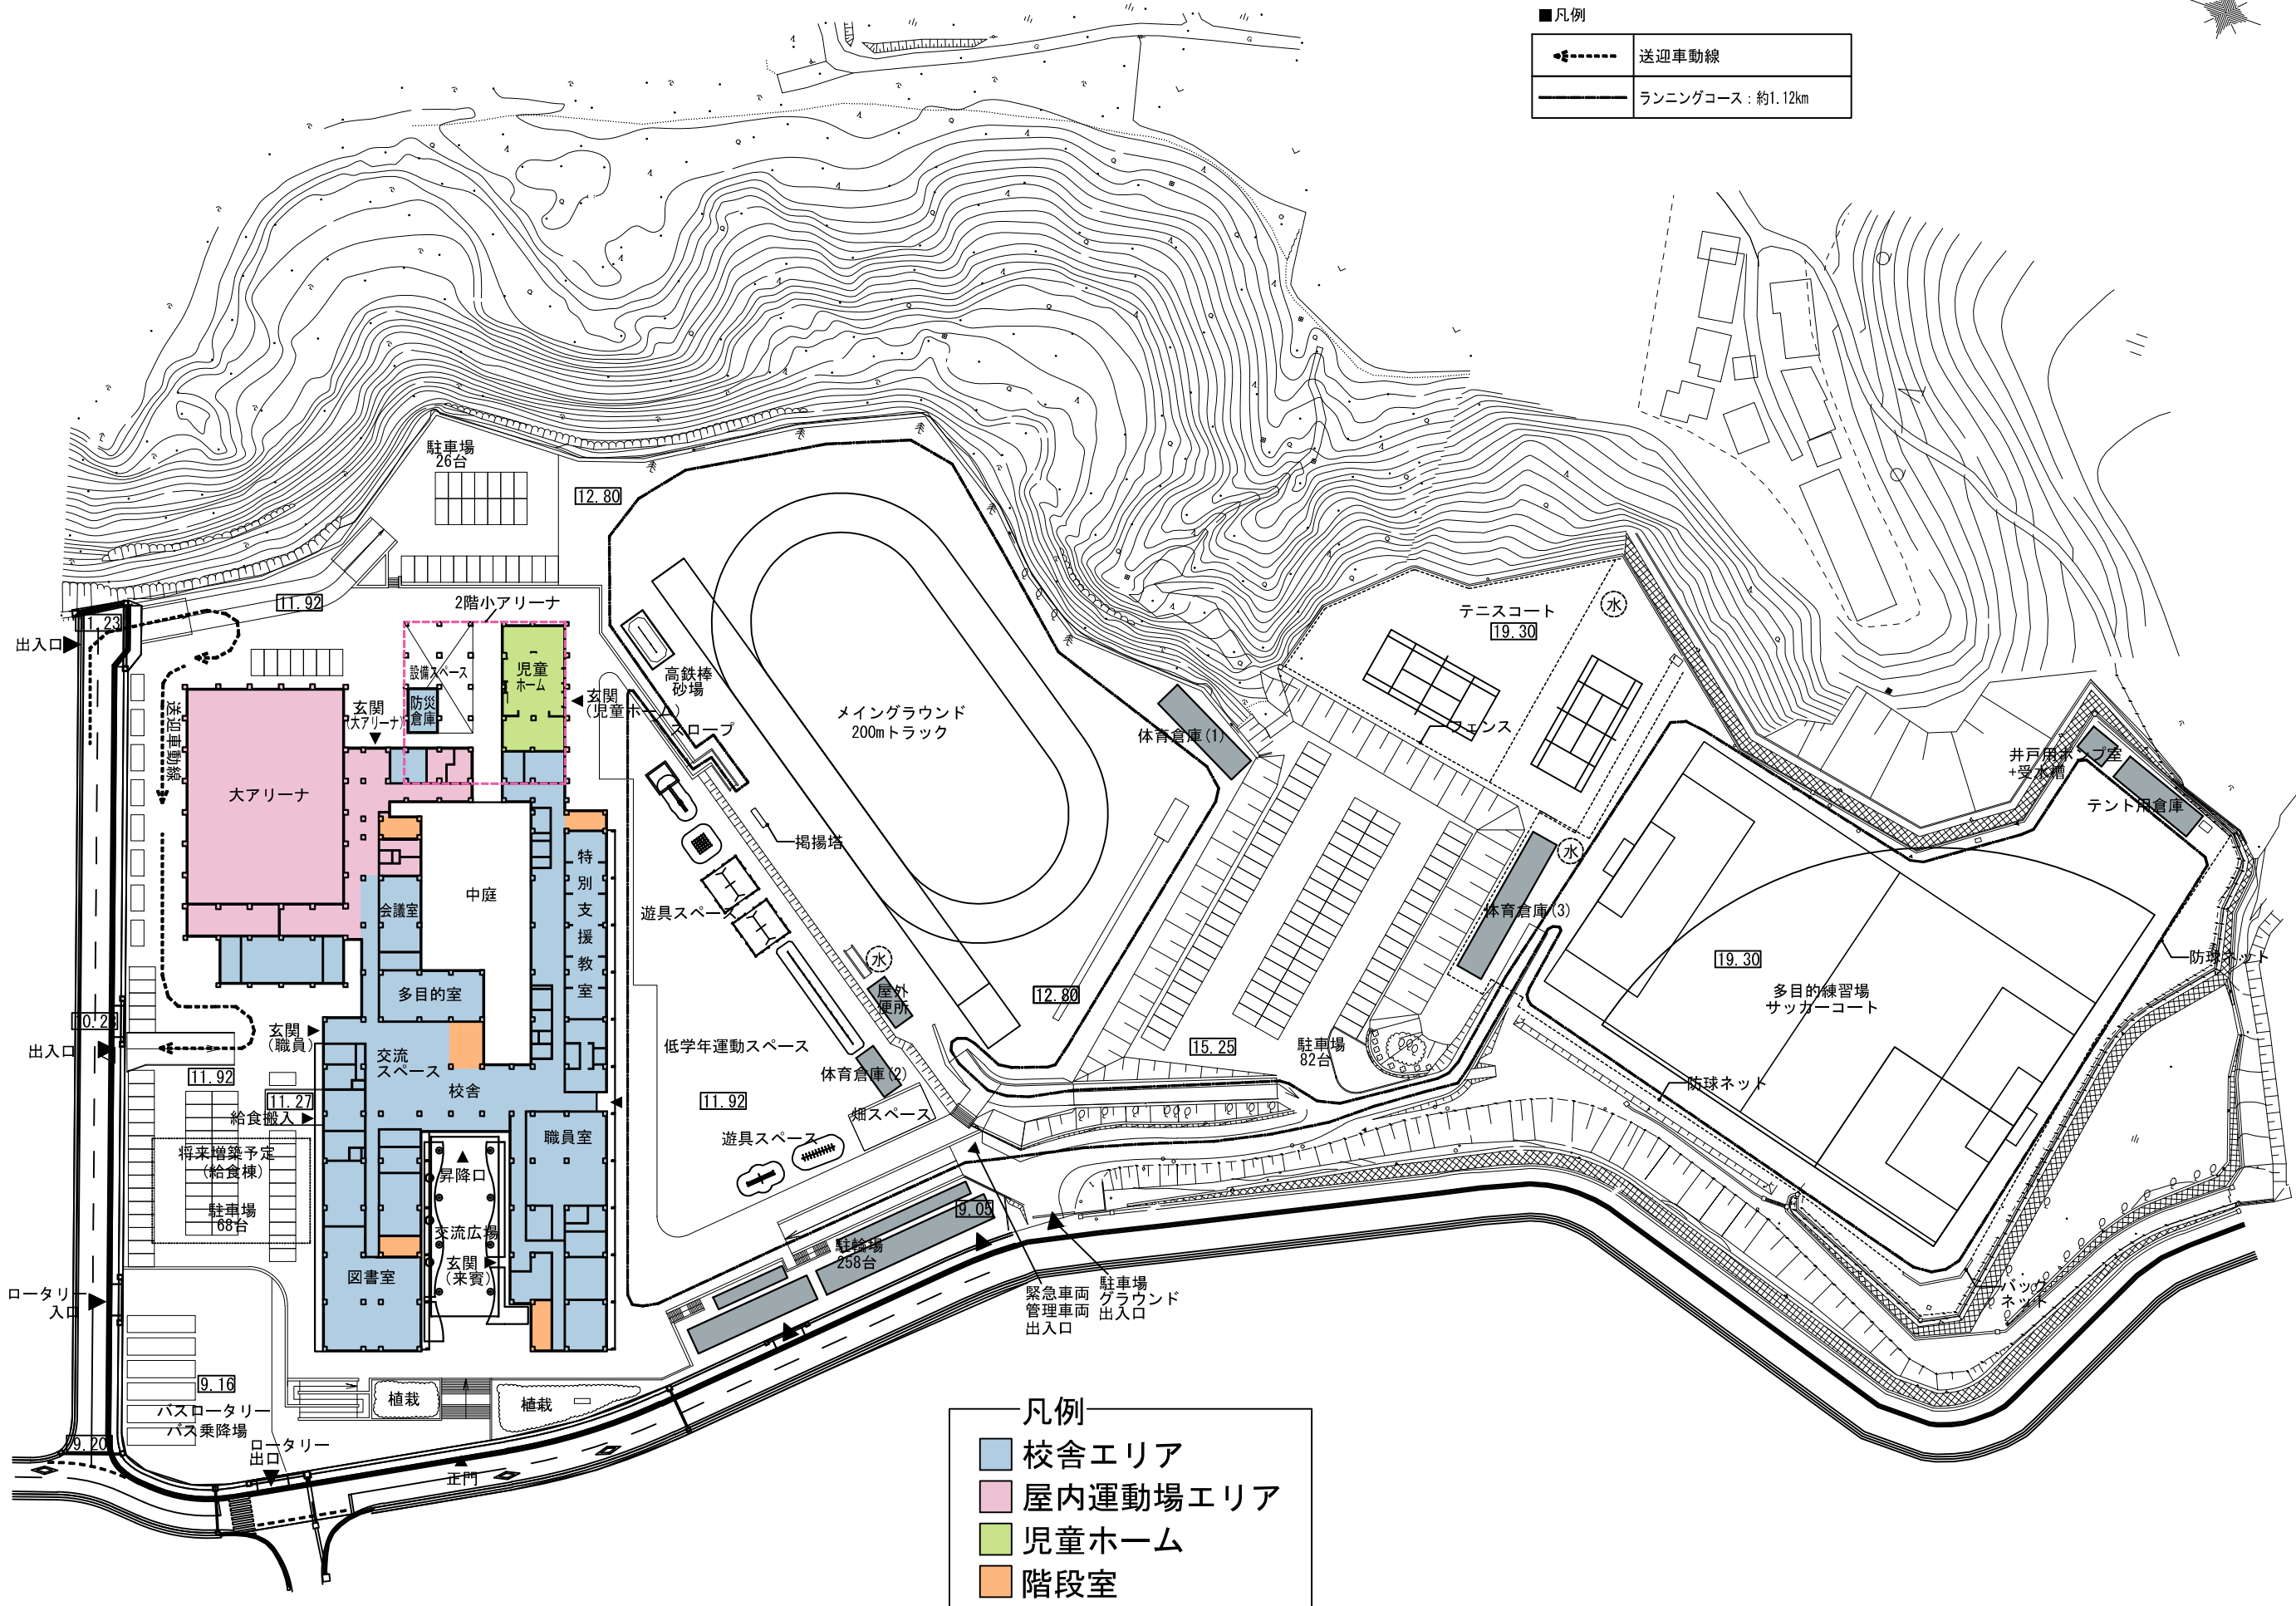 ■凡例
送迎車動線
ランニングコース：約1.12km
駐車場
26台
12.80
11.92
2階小アリーナ
11.23
出入口
設備スペース
児童
ホーム
防災
倉庫
玄関
(児童ホーム)
玄関
(大アリーナ)
送迎車動線
高鉄棒
砂場
スロープ
メイングラウンド
200mトラック
体育倉庫(1)
テニスコート
19.30
水
フェンス
井戸用ポンプ室
+受水槽
テント用倉庫
大アリーナ
掲揚塔
中庭
特別支援教室
会議室
遊具スペース
水
水
体育倉庫(3)
多目的室
屋外
便所
12.80
19.30
防球ネット
多目的練習場
サッカーコート
出入口
玄関
(職員)
交流
スペース
校舎
低学年運動スペース
体育倉庫(2)
15.25
駐車場
82台
防球ネット
11.92
11.27
給食搬入
11.92
畑スペース
遊具スペース
職員室
将来増築予定
(給食棟)
駐車場
68台
昇降口
交流広場
玄関
(来賓)
図書室
9.05
駐輪場
258台
緊急車両
管理車両
出入口
駐車場
グラウンド
出入口
バック
ネット
ロータリー
入口
9.16
バスロータリー
バス乗降場
9.20
ロータリー
出口
植栽
植栽
正門
凡例
校舎エリア
屋内運動場エリア
児童ホーム
階段室